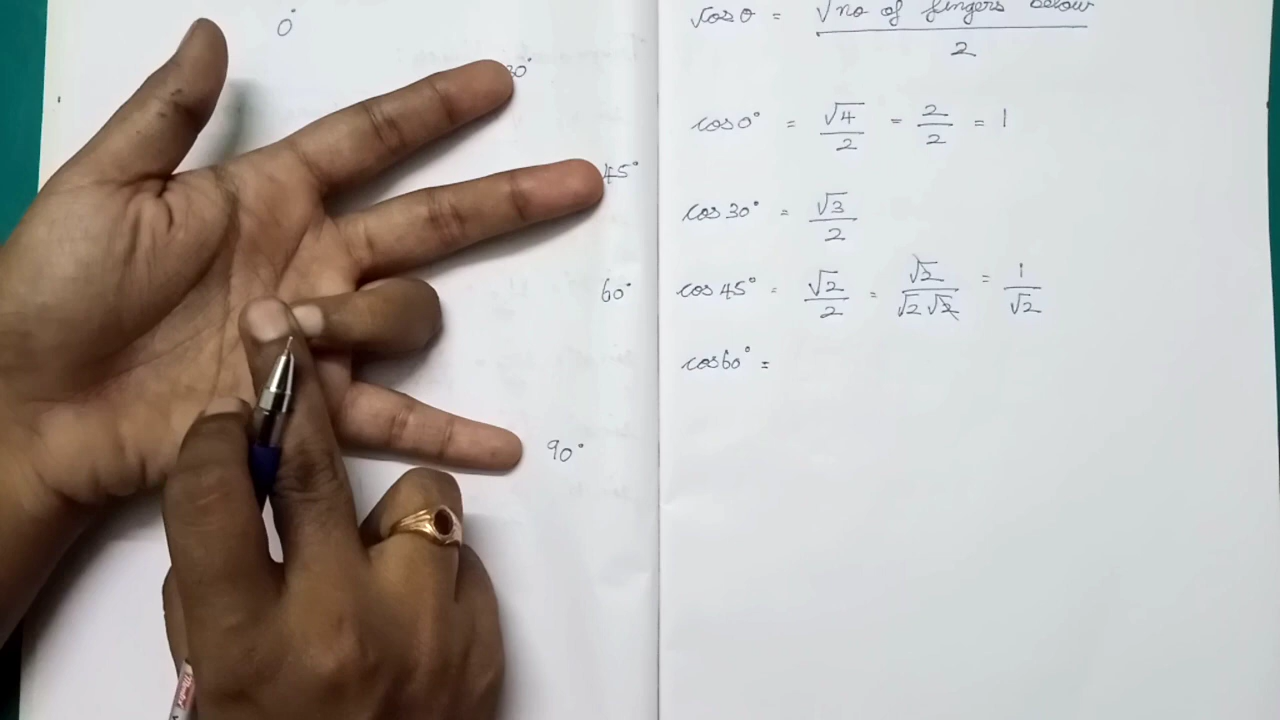 0°
30°
45°
60°
90°
cos θ = √no of fingers below / 2
cos 0° = √4 / 2 = 2 / 2 = 1
cos 30° = √3 / 2
cos 45° = √2 / 2 = √2 / √2 √2 = 1 / √2
cos 60° =